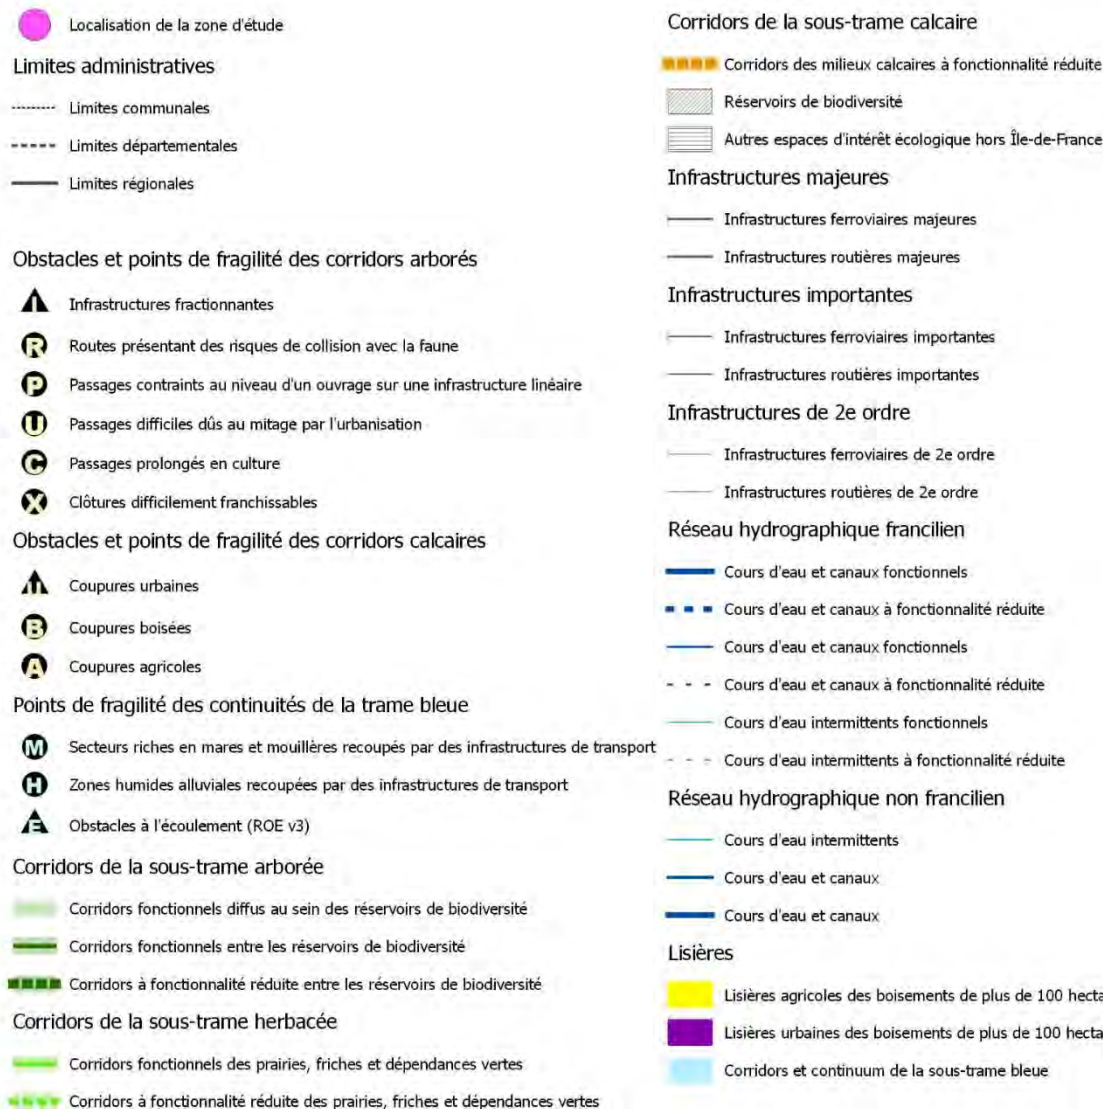 Localisation de la zone d'étude
Limites administratives
Limites communales
Limites départementales
Limites régionales
Obstacles et points de fragilité des corridors arborés
I Infrastructures fractionnantes
R Routes présentant des risques de collision avec la faune
P Passages contraints au niveau d'un ouvrage sur une infrastructure linéaire
U Passages difficiles dûs au mitage par l'urbanisation
C Passages prolongés en culture
X Clôtures difficilement franchissables
Obstacles et points de fragilité des corridors calcaires
U Coupures urbaines
B Coupures boisées
A Coupures agricoles
Points de fragilité des continuités de la trame bleue
M Secteurs riches en mares et mouillères recoupés par des infrastructures de transport
H Zones humides alluviales recoupées par des infrastructures de transport
E Obstacles à l'écoulement (ROE v3)
Corridors de la sous-trame arborée
Corridors fonctionnels diffus au sein des réservoirs de biodiversité
Corridors fonctionnels entre les réservoirs de biodiversité
Corridors à fonctionnalité réduite entre les réservoirs de biodiversité
Corridors de la sous-trame herbacée
Corridors fonctionnels des prairies, friches et dépendances vertes
Corridors à fonctionnalité réduite des prairies, friches et dépendances vertes
Corridors de la sous-trame calcaire
Corridors des milieux calcaires à fonctionnalité réduite
Réservoirs de biodiversité
Autres espaces d'intérêt écologique hors Île-de-France
Infrastructures majeures
Infrastructures ferroviaires majeures
Infrastructures routières majeures
Infrastructures importantes
Infrastructures ferroviaires importantes
Infrastructures routières importantes
Infrastructures de 2e ordre
Infrastructures ferroviaires de 2e ordre
Infrastructures routières de 2e ordre
Réseau hydrographique francilien
Cours d'eau et canaux fonctionnels
Cours d'eau et canaux à fonctionnalité réduite
Cours d'eau et canaux fonctionnels
Cours d'eau et canaux à fonctionnalité réduite
Cours d'eau intermittents fonctionnels
Cours d'eau intermittents à fonctionnalité réduite
Réseau hydrographique non francilien
Cours d'eau intermittents
Cours d'eau et canaux
Cours d'eau et canaux
Lisières
Lisières agricoles des boisements de plus de 100 hecta
Lisières urbaines des boisements de plus de 100 hecta
Corridors et continuum de la sous-trame bleue